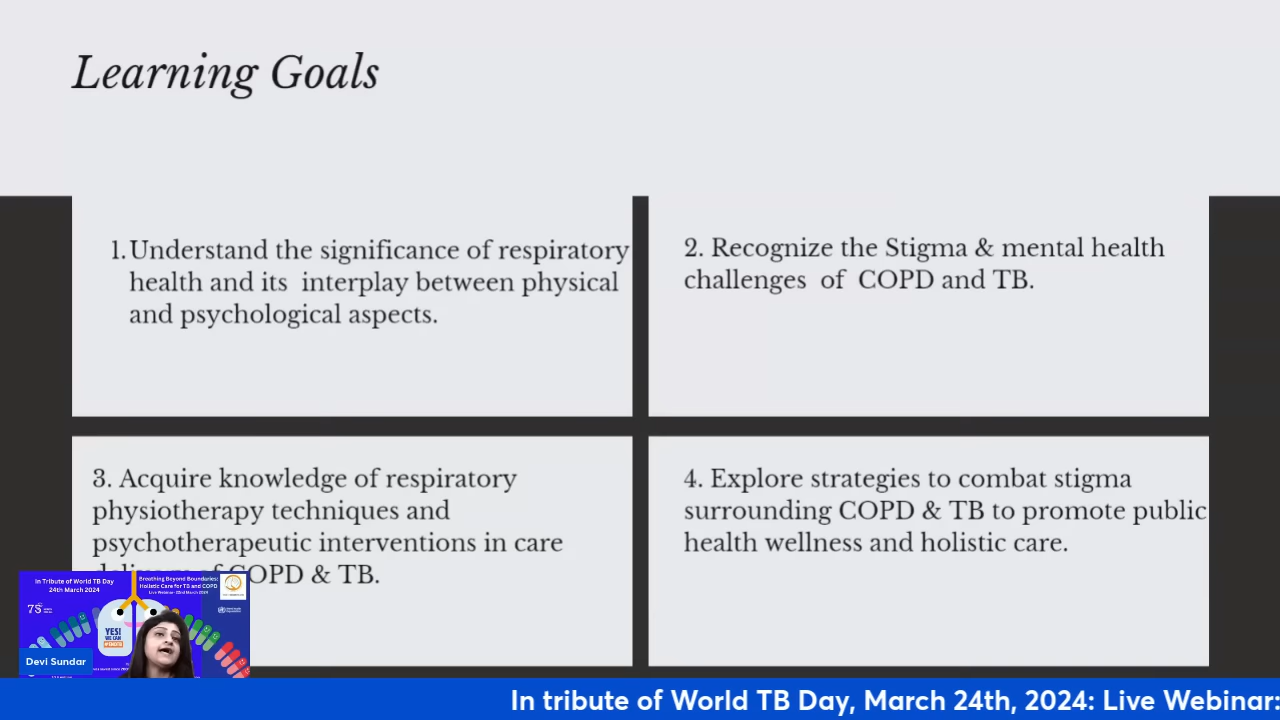 Learning Goals
1. Understand the significance of respiratory
health and its interplay between physical
and psychological aspects.
2. Recognize the Stigma & mental health
challenges of COPD and TB.
3. Acquire knowledge of respiratory
physiotherapy techniques and
psychotherapeutic interventions in care
delivery of COPD & TB.
4. Explore strategies to combat stigma
surrounding COPD & TB to promote public
health wellness and holistic care.
In Tribute of World TB Day
24th March 2024
Breathing Beyond Boundaries:
Holistic Care for TB and COPD
Live Webinar- 22nd March 2024
75
YES!
WE CAN
Devi Sundar
In tribute of World TB Day, March 24th, 2024: Live Webinar: